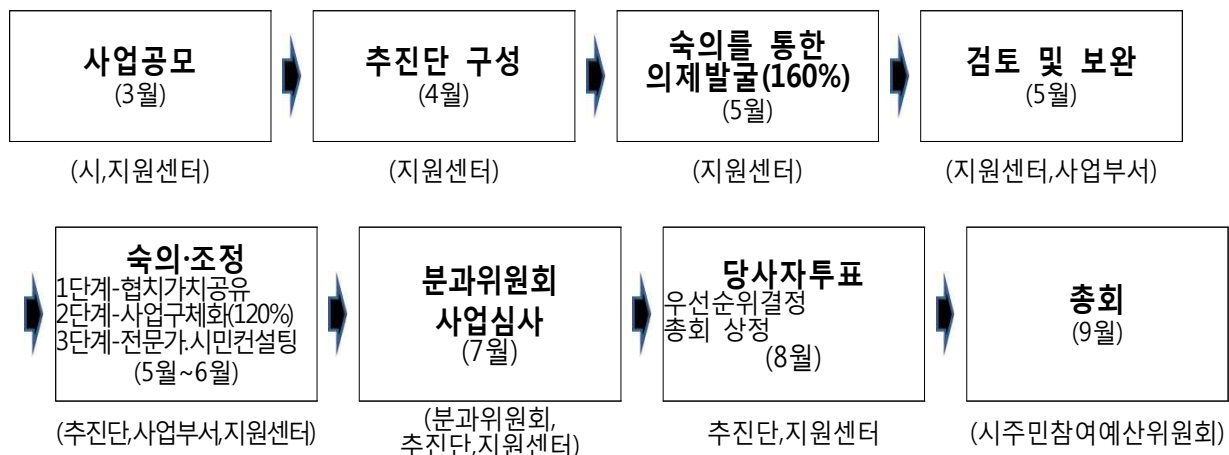 사업공모
(3월)
(시,지원센터)
추진단 구성
(4월)
(지원센터)
숙의를 통한
의제발굴(160%)
(5월)
(지원센터)
검토 및 보완
(5월)
(지원센터,사업부서)
숙의·조정
1단계-협치가치공유
2단계-사업구체화(120%)
3단계-전문가.시민컨설팅
(5월~6월)
(추진단,사업부서,지원센터)
분과위원회
사업심사
(7월)
(분과위원회,
추진단,지원센터)
당사자투표
우선순위결정
총회 상정
(8월)
추진단,지원센터
총회
(9월)
(시주민참여예산위원회)